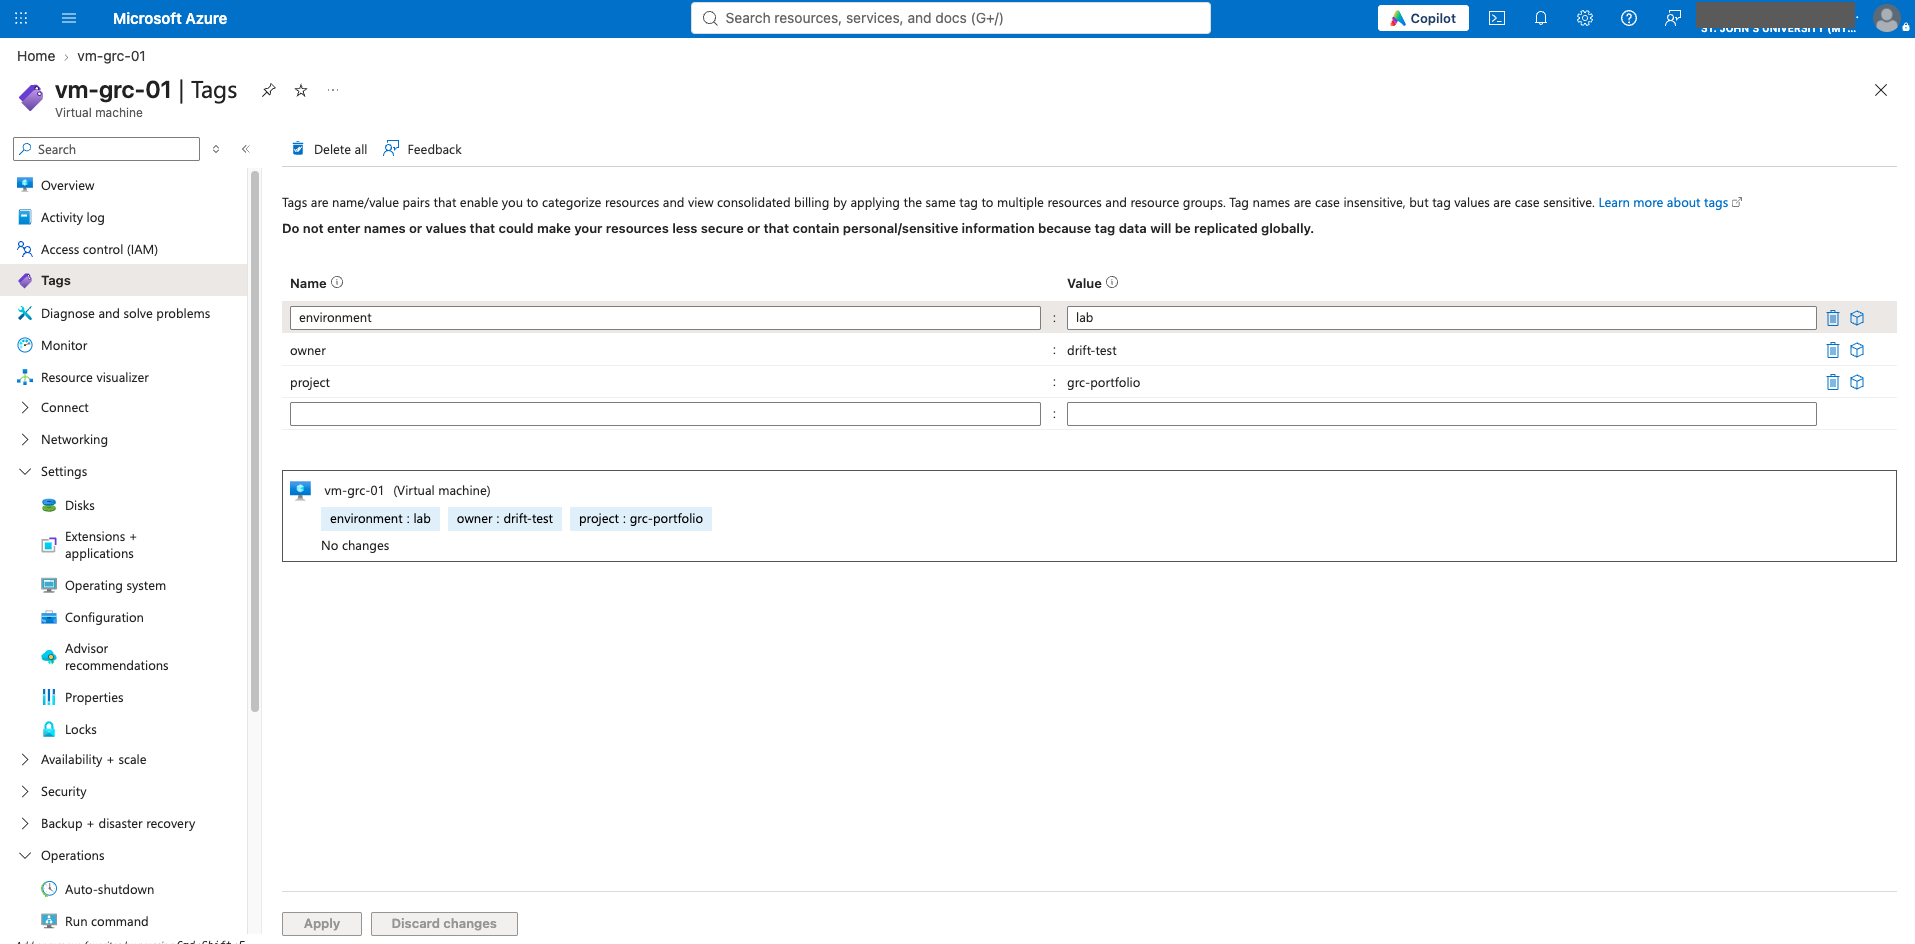 Microsoft Azure
Search resources, services, and docs (G+/)
Copilot
ST. JOHN'S UNIVERSITY
Home > vm-grc-01
vm-grc-01 | Tags
Virtual machine
Search
Overview
Activity log
Access control (IAM)
Tags
Diagnose and solve problems
Monitor
Resource visualizer
Connect
Networking
Settings
Disks
Extensions +
applications
Operating system
Configuration
Advisor
recommendations
Properties
Locks
Availability + scale
Security
Backup + disaster recovery
Operations
Auto-shutdown
Run command
Delete all Feedback
Tags are name/value pairs that enable you to categorize resources and view consolidated billing by applying the same tag to multiple resources and resource groups. Tag names are case insensitive, but tag values are case sensitive. Learn more about tags
Do not enter names or values that could make your resources less secure or that contain personal/sensitive information because tag data will be replicated globally.
Name Value
environment : lab
owner : drift-test
project : grc-portfolio
:
vm-grc-01 (Virtual machine)
environment : lab owner : drift-test project : grc-portfolio
No changes
Apply Discard changes